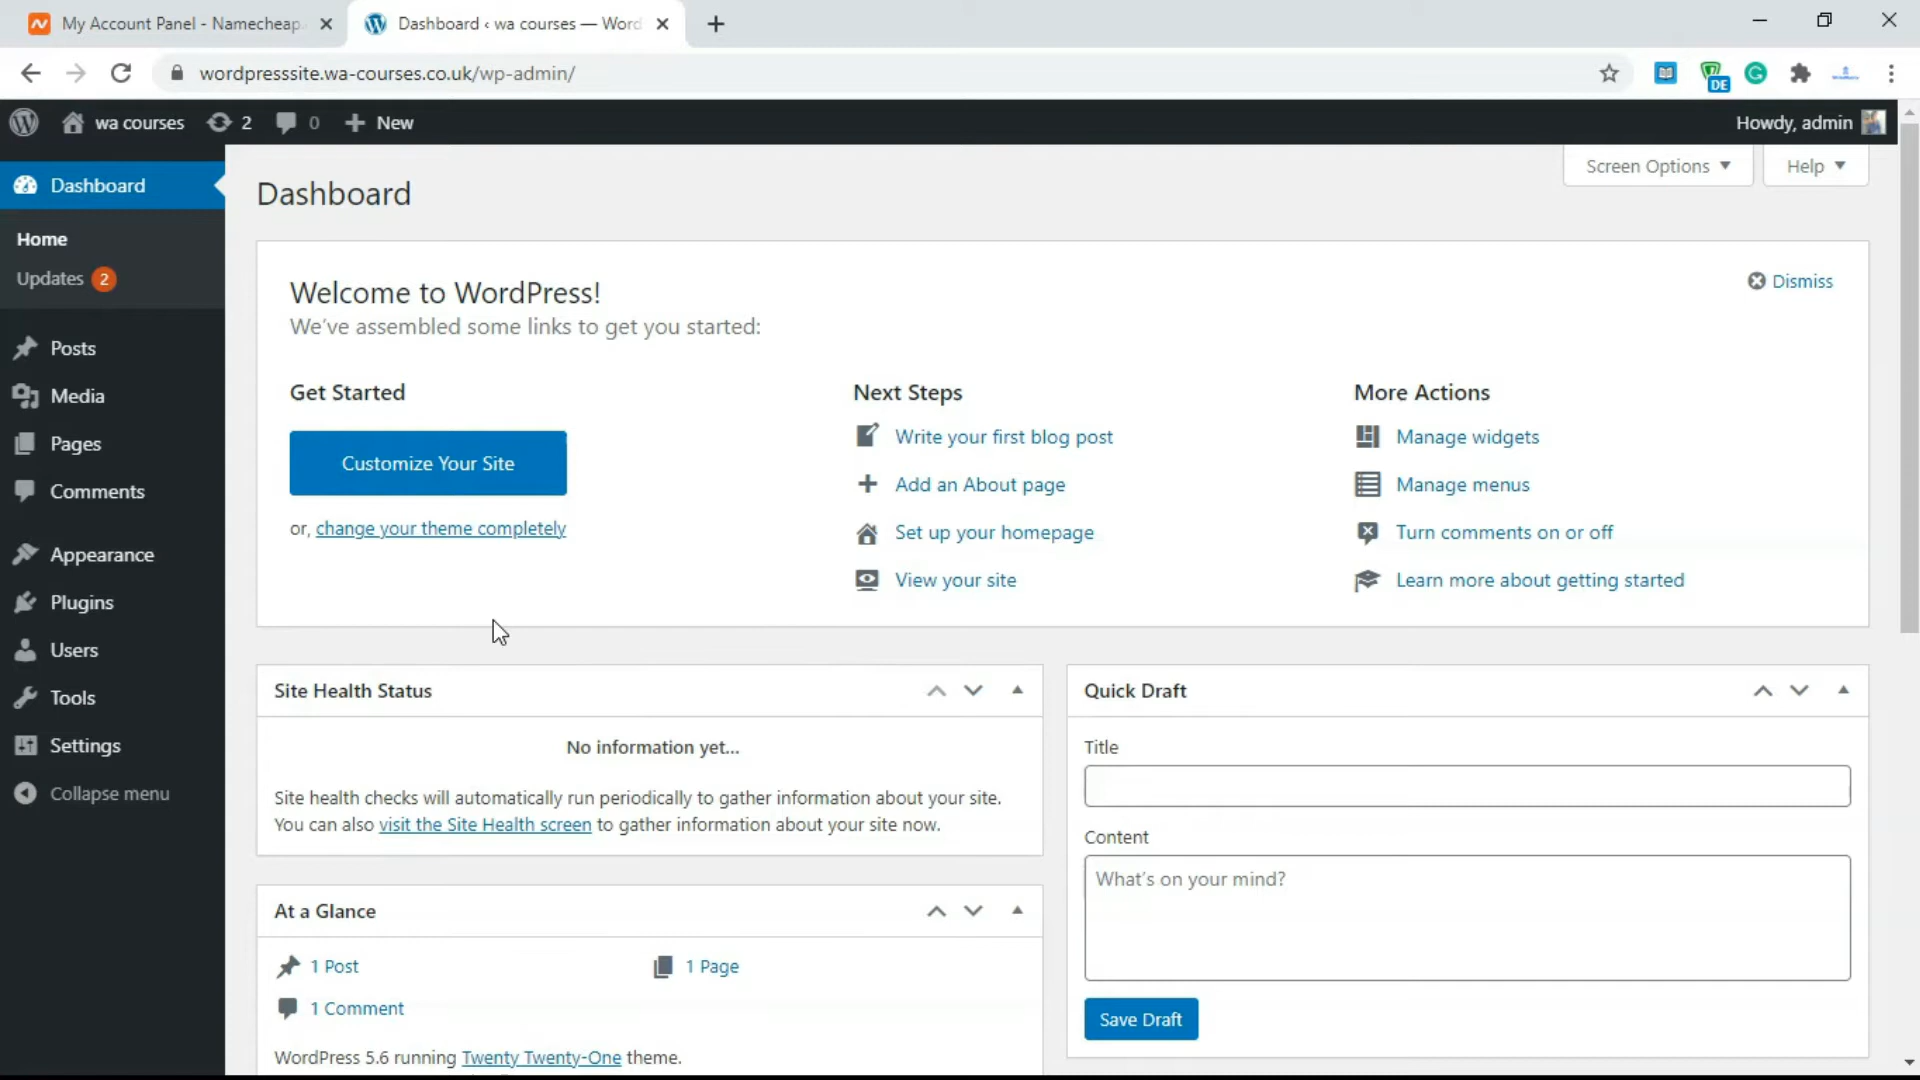 My Account Panel - Namecheap.
Dashboard ‹ wa courses — Word
wordpresssite.wa-courses.co.uk/wp-admin/
DE
wa courses
2
0
New
Howdy, admin
Screen Options
Help
Dashboard
Home
Updates 2
Posts
Media
Pages
Comments
Appearance
Plugins
Users
Tools
Settings
Collapse menu
Dashboard
Welcome to WordPress!
We've assembled some links to get you started:
Dismiss
Get Started
Customize Your Site
or, change your theme completely
Next Steps
Write your first blog post
Add an About page
Set up your homepage
View your site
More Actions
Manage widgets
Manage menus
Turn comments on or off
Learn more about getting started
Site Health Status
No information yet...
Site health checks will automatically run periodically to gather information about your site.
You can also visit the Site Health screen to gather information about your site now.
At a Glance
1 Post
1 Page
1 Comment
WordPress 5.6 running Twenty Twenty-One theme.
Quick Draft
Title
Content
What's on your mind?
Save Draft